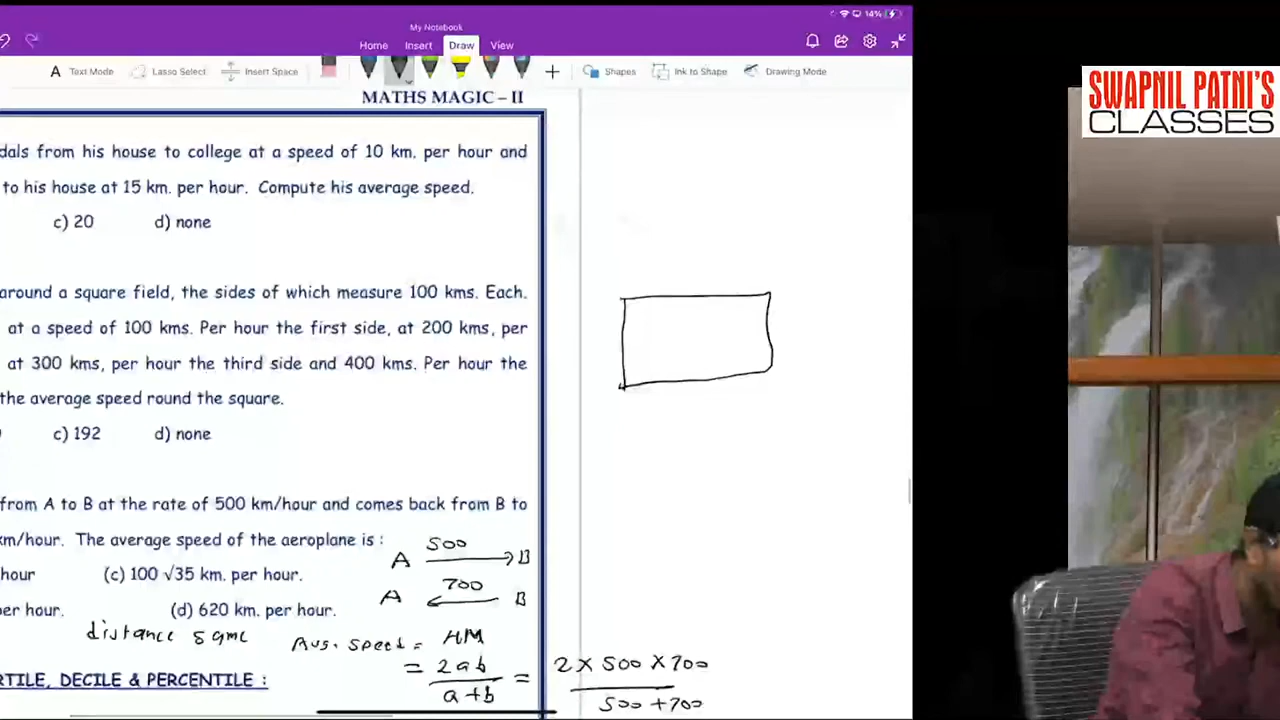 14%
My Notebook
Home Insert Draw View
Text Mode Lasso Select Insert Space Shapes Ink to Shape Drawing Mode
SWAPNIL PATNI'S
CLASSES
MATHS MAGIC – II
dals from his house to college at a speed of 10 km. per hour and
to his house at 15 km. per hour. Compute his average speed.
c) 20 d) none
around a square field, the sides of which measure 100 kms. Each.
at a speed of 100 kms. Per hour the first side, at 200 kms, per
at 300 kms, per hour the third side and 400 kms. Per hour the
the average speed round the square.
c) 192 d) none
from A to B at the rate of 500 km/hour and comes back from B to
km/hour. The average speed of the aeroplane is :
A 500 B
hour (c) 100 √35 km. per hour.
A 700 B
per hour. (d) 620 km. per hour.
distance same Avg. speed = HM
= 2ab / a+b = 2 × 500 × 700 / 500 + 700
RTILE, DECILE & PERCENTILE :